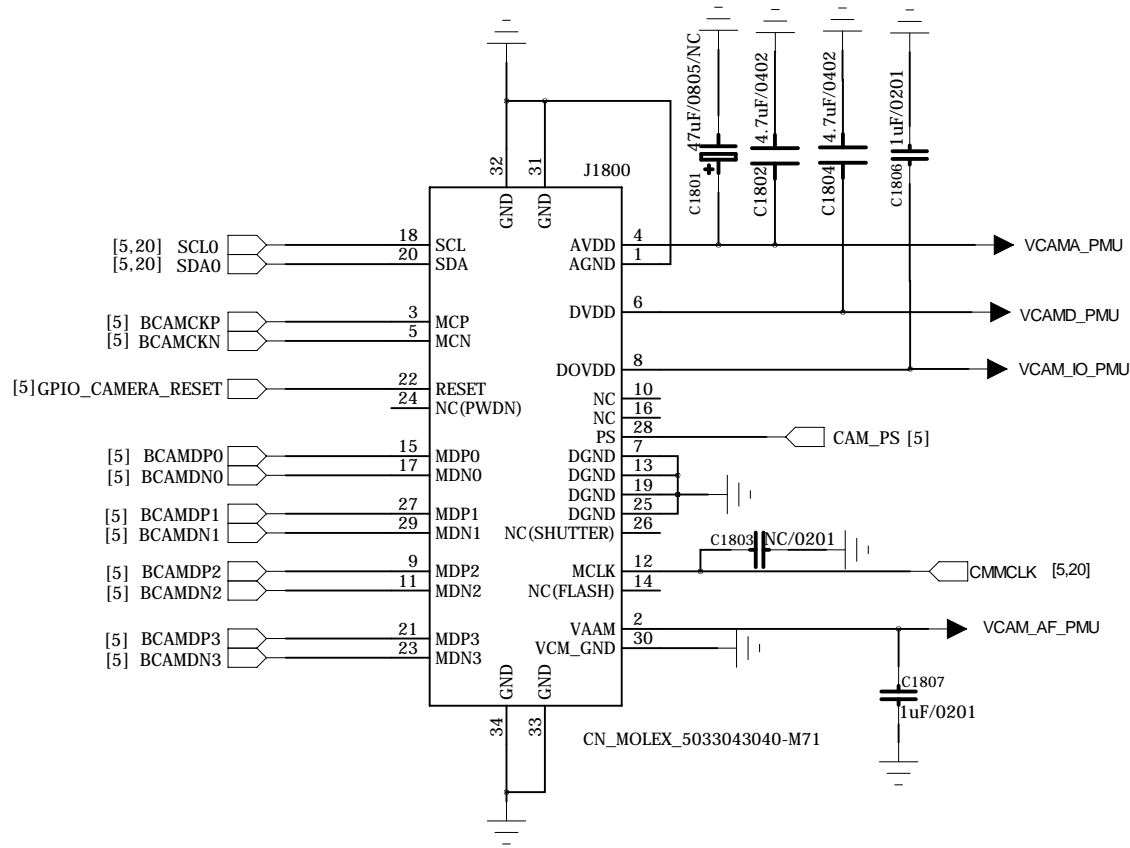 47uF/0805/NC
4.7uF/0402
4.7uF/0402
1uF/0201
C1801
+
C1802
C1804
C1806
32
31
J1800
GND
GND
[5,20] SCL0 18 SCL
[5,20] SDA0 20 SDA
[5] BCAMCKP 3 MCP
[5] BCAMCKN 5 MCN
[5]GPIO_CAMERA_RESET 22 RESET
24 NC(PWDN)
[5] BCAMDP0 15 MDP0
[5] BCAMDN0 17 MDN0
[5] BCAMDP1 27 MDP1
[5] BCAMDN1 29 MDN1
[5] BCAMDP2 9 MDP2
[5] BCAMDN2 11 MDN2
[5] BCAMDP3 21 MDP3
[5] BCAMDN3 23 MDN3
AVDD 4 VCAMA_PMU
AGND 1
DVDD 6 VCAMD_PMU
DOVDD 8 VCAM_IO_PMU
NC 10
NC 16
PS 28 CAM_PS [5]
DGND 7
DGND 13
DGND 19
DGND 25
NC(SHUTTER) 26
C1803 NC/0201
MCLK 12 CMMCLK [5,20]
NC(FLASH) 14
VAAM 2 VCAM_AF_PMU
VCM_GND 30
C1807
1uF/0201
GND
GND
34
33
CN_MOLEX_5033043040-M71